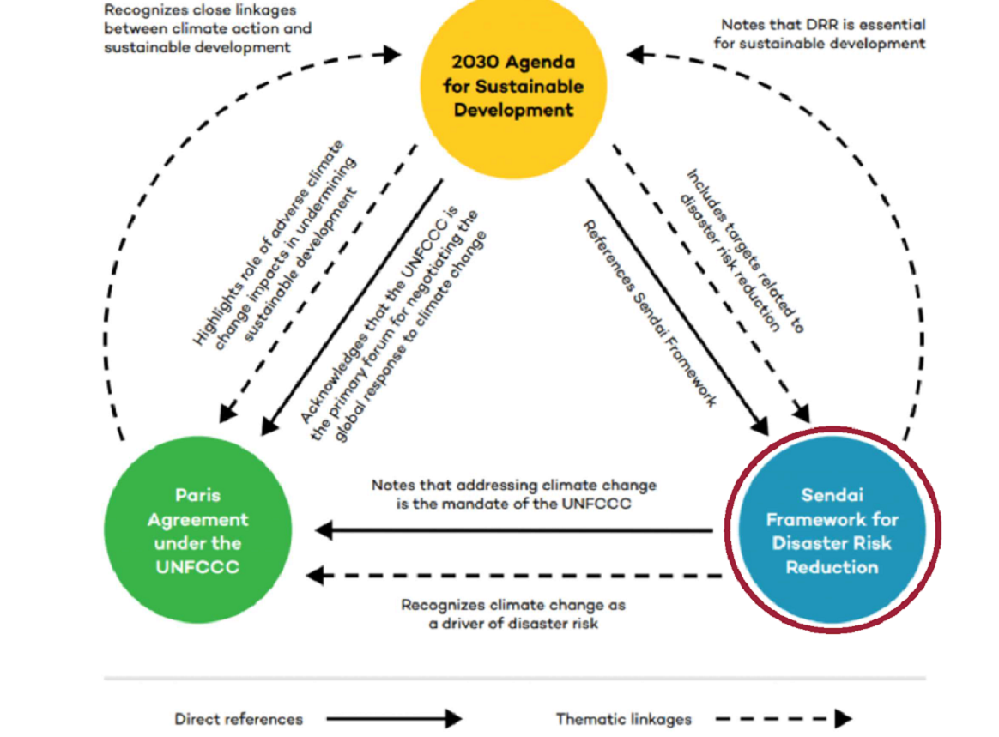 Recognizes close linkages
between climate action and
sustainable development
Notes that DRR is essential
for sustainable development
2030 Agenda
for Sustainable
Development
Highlights role of adverse climate
change impacts in undermining
sustainable development
Acknowledges that the UNFCCC is
the primary forum for negotiating the
global response to climate change
References Sendai Framework
Includes targets related to
disaster risk reduction
Paris
Agreement
under the
UNFCCC
Notes that addressing climate change
is the mandate of the UNFCCC
Recognizes climate change as
a driver of disaster risk
Sendai
Framework for
Disaster Risk
Reduction
Direct references
Thematic linkages